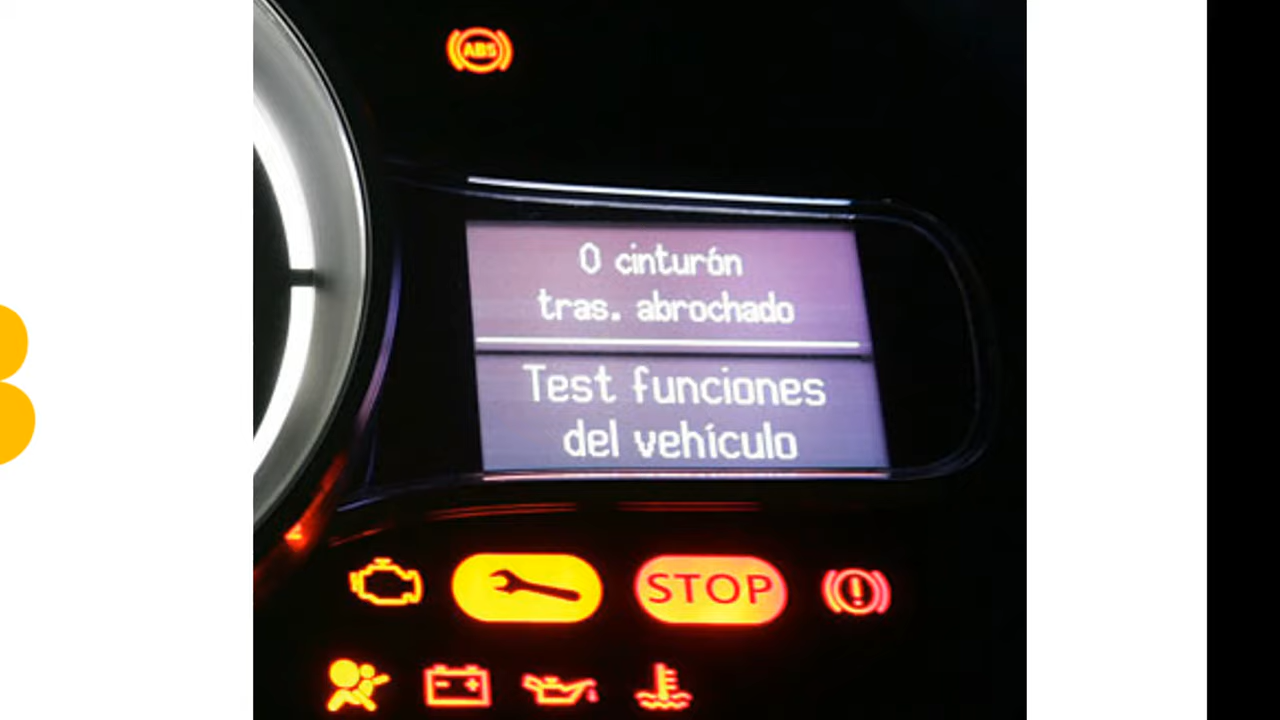 ABS
0 cinturón
tras. abrochado
Test funciones
del vehículo
STOP